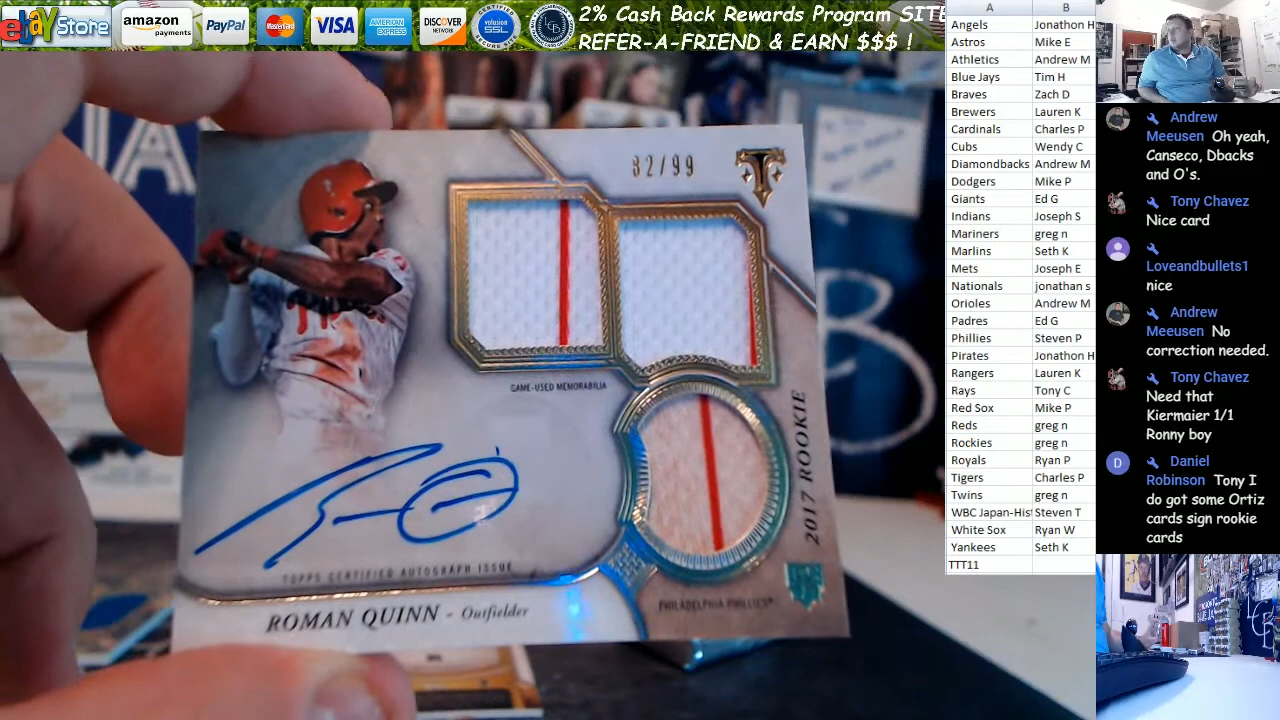 ebay Store
amazon
payments
PayPal
MasterCard
VISA
AMERICAN
EXPRESS
DISCOVER
NETWORK
CERTIFIED
volusion
SSL
SECURE SITE
2% Cash Back Rewards Program SITE
REFER-A-FRIEND & EARN $$$ !
82/99
T
GAME-USED MEMORABILIA
2017 ROOKIE
TOPPS CERTIFIED AUTOGRAPH ISSUE
ROMAN QUINN - Outfielder
PHILADELPHIA PHILLIES
A B
Angels Jonathon H
Astros Mike E
Athletics Andrew M
Blue Jays Tim H
Braves Zach D
Brewers Lauren K
Cardinals Charles P
Cubs Wendy C
Diamondbacks Andrew M
Dodgers Mike P
Giants Ed G
Indians Joseph S
Mariners greg n
Marlins Seth K
Mets Joseph E
Nationals jonathan s
Orioles Andrew M
Padres Ed G
Phillies Steven P
Pirates Jonathon H
Rangers Lauren K
Rays Tony C
Red Sox Mike P
Reds greg n
Rockies greg n
Royals Ryan P
Tigers Charles P
Twins greg n
WBC Japan-Hist Steven T
White Sox Ryan W
Yankees Seth K
TTT11
Andrew
Meeusen Oh yeah,
Canseco, Dbacks
and O's.
Tony Chavez
Nice card
Loveandbullets1
nice
Andrew
Meeusen No
correction needed.
Tony Chavez
Need that
Kiermaier 1/1
Ronny boy
D Daniel
Robinson Tony I
do got some Ortiz
cards sign rookie
cards